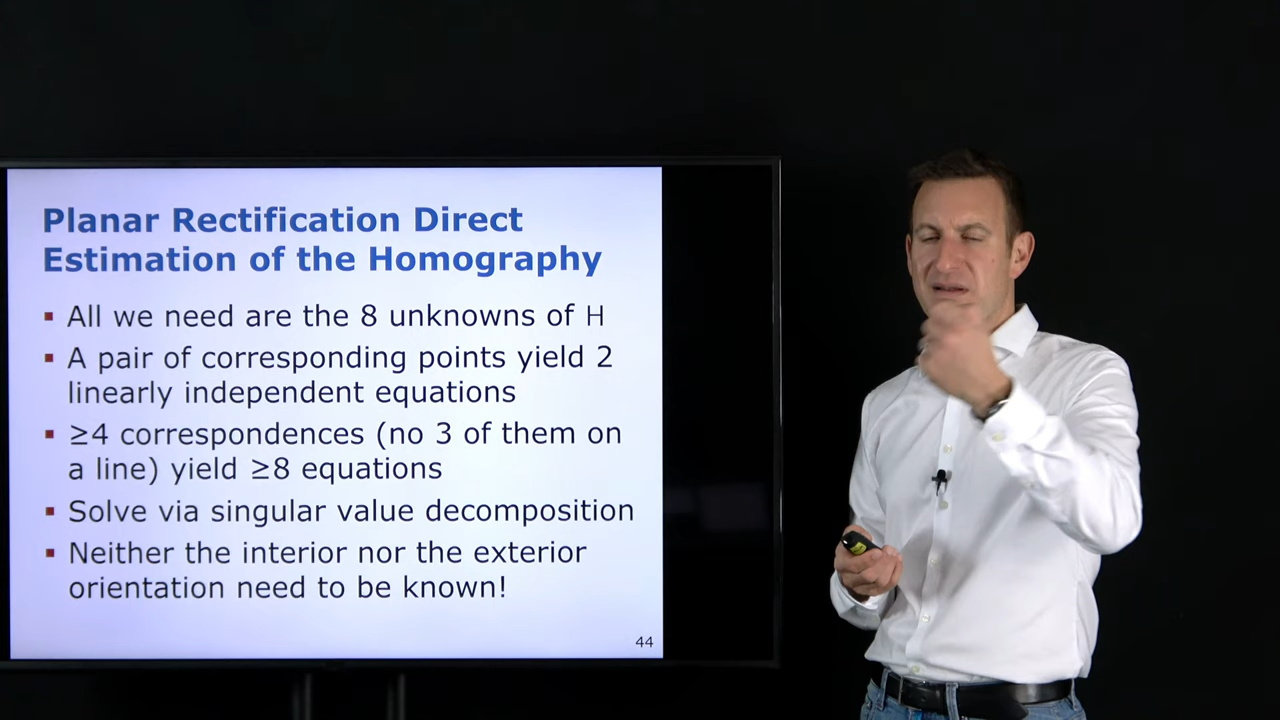 Planar Rectification Direct
Estimation of the Homography
▪ All we need are the 8 unknowns of H
▪ A pair of corresponding points yield 2
linearly independent equations
▪ ≥4 correspondences (no 3 of them on
a line) yield ≥8 equations
▪ Solve via singular value decomposition
▪ Neither the interior nor the exterior
orientation need to be known!
44